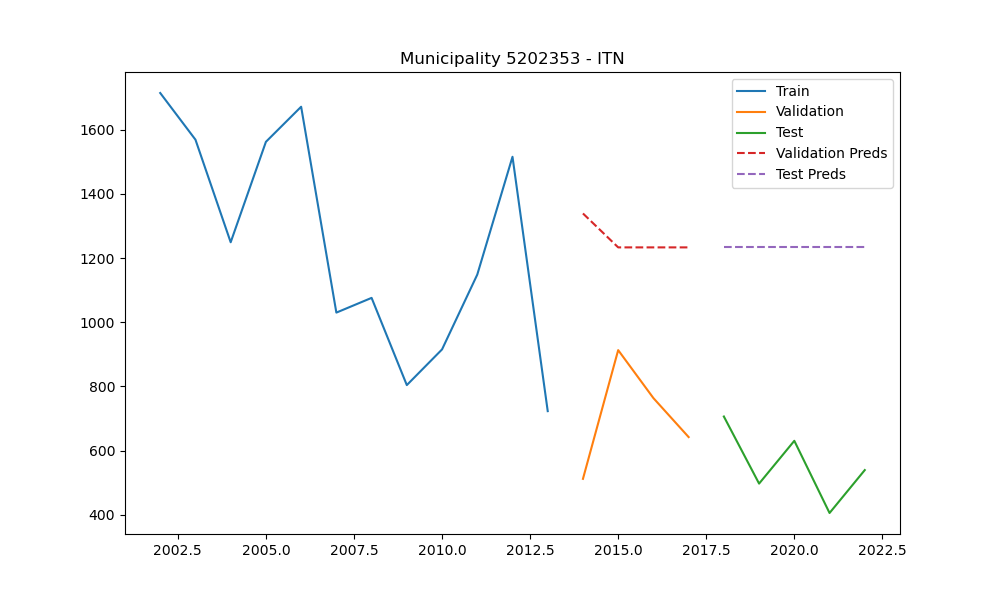 Municipality 5202353 - ITN
Train
Validation
Test
Validation Preds
Test Preds
1600
1400
1200
1000
800
600
400
2002.5 2005.0 2007.5 2010.0 2012.5 2015.0 2017.5 2020.0 2022.5